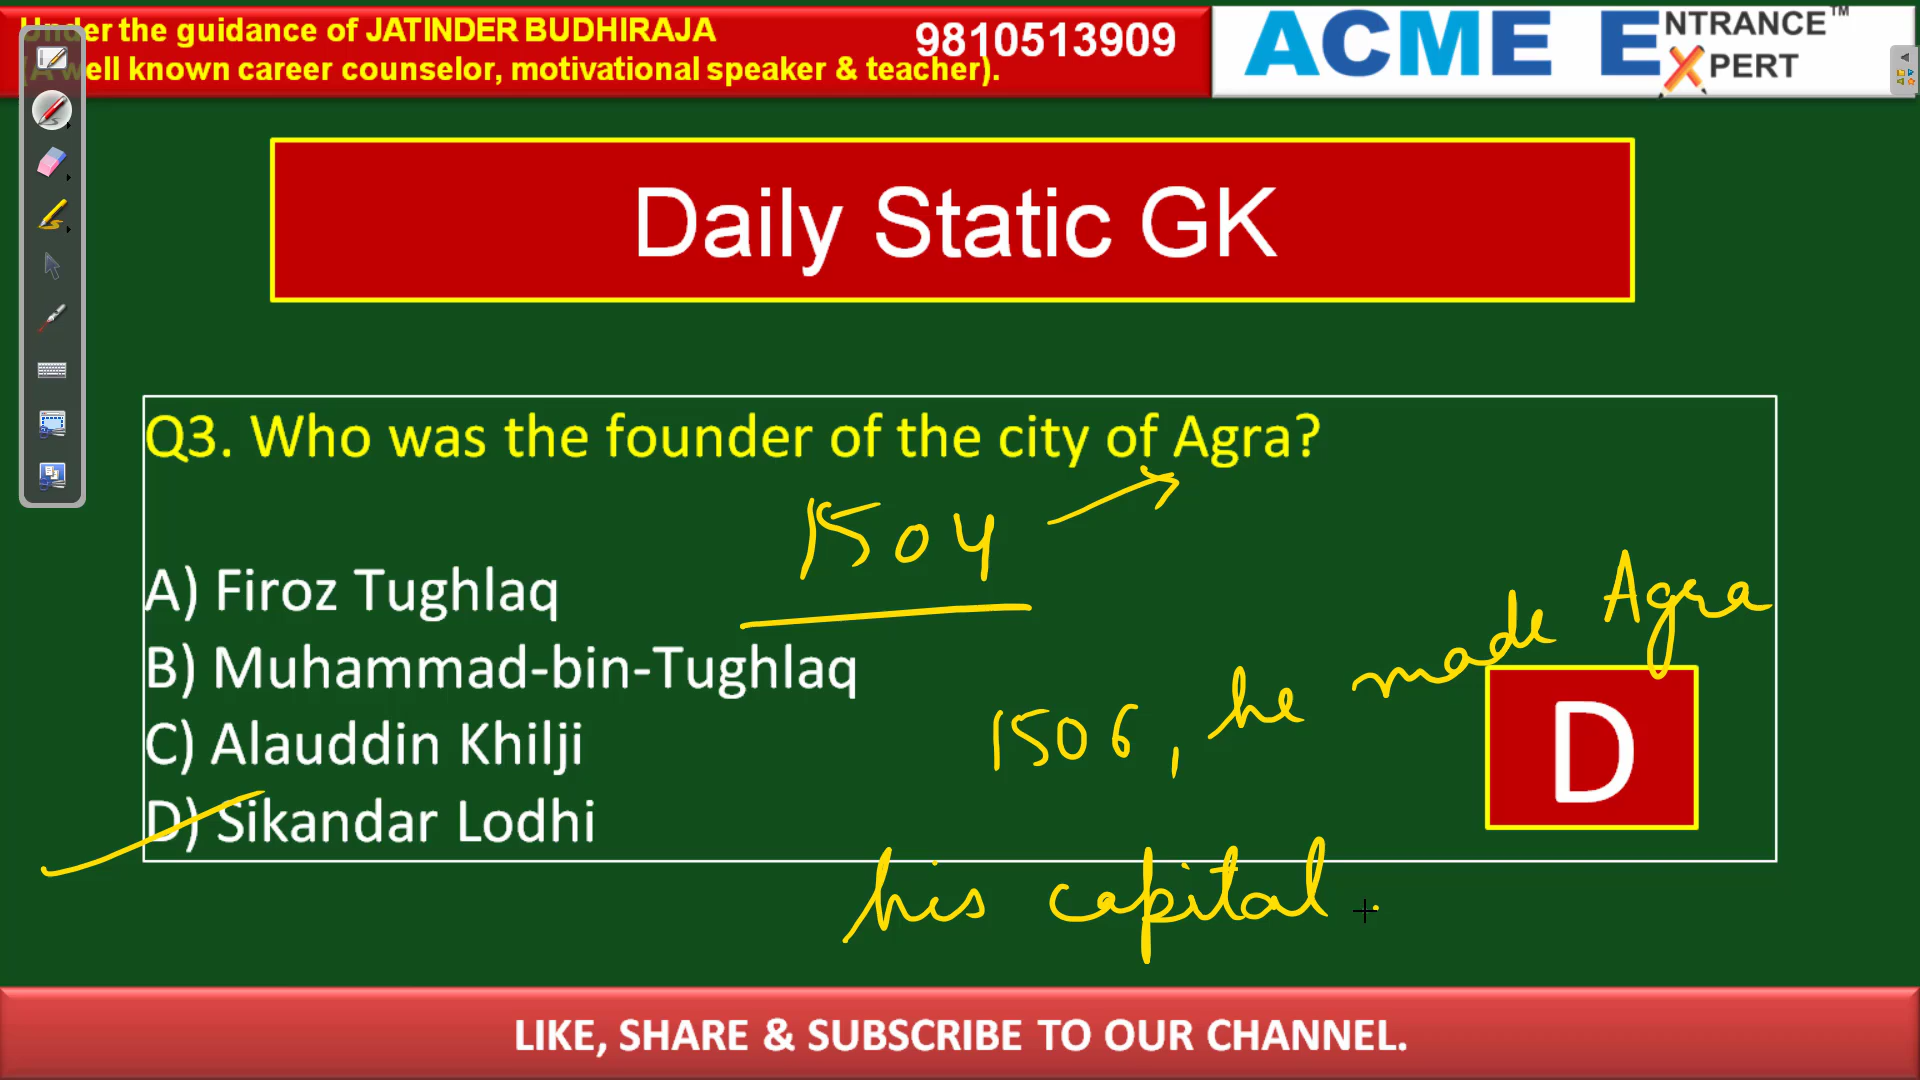 Under the guidance of JATINDER BUDHIRAJA
(A well known career counselor, motivational speaker & teacher).
9810513909
ACME ENTRANCE EXPERT™
Daily Static GK
Q3. Who was the founder of the city of Agra?
1504
A) Firoz Tughlaq
B) Muhammad-bin-Tughlaq
C) Alauddin Khilji
D) Sikandar Lodhi
1506, he made Agra
his capital.
D
LIKE, SHARE & SUBSCRIBE TO OUR CHANNEL.